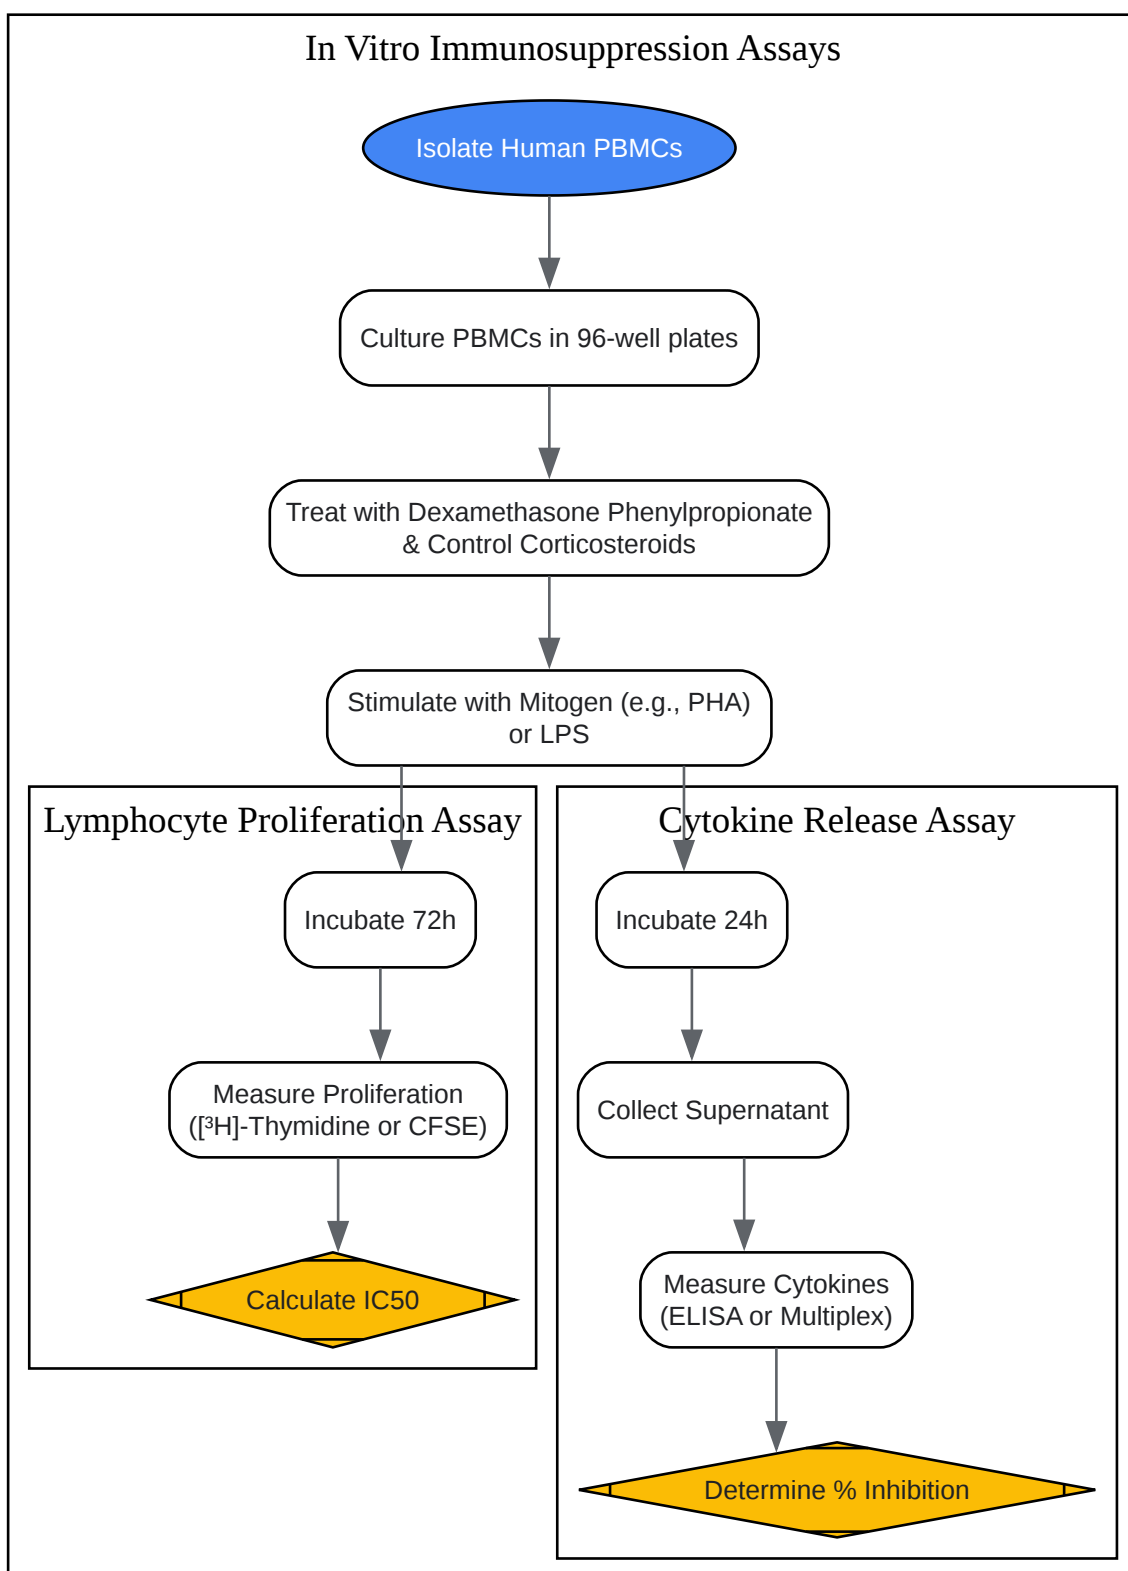 In Vitro Immunosuppression Assays
Isolate Human PBMCs
Culture PBMCs in 96-well plates
Treat with Dexamethasone Phenylpropionate
& Control Corticosteroids
Stimulate with Mitogen (e.g., PHA)
or LPS
Lymphocyte Proliferation Assay
Incubate 72h
Measure Proliferation
([³H]-Thymidine or CFSE)
Calculate IC50
Cytokine Release Assay
Incubate 24h
Collect Supernatant
Measure Cytokines
(ELISA or Multiplex)
Determine % Inhibition